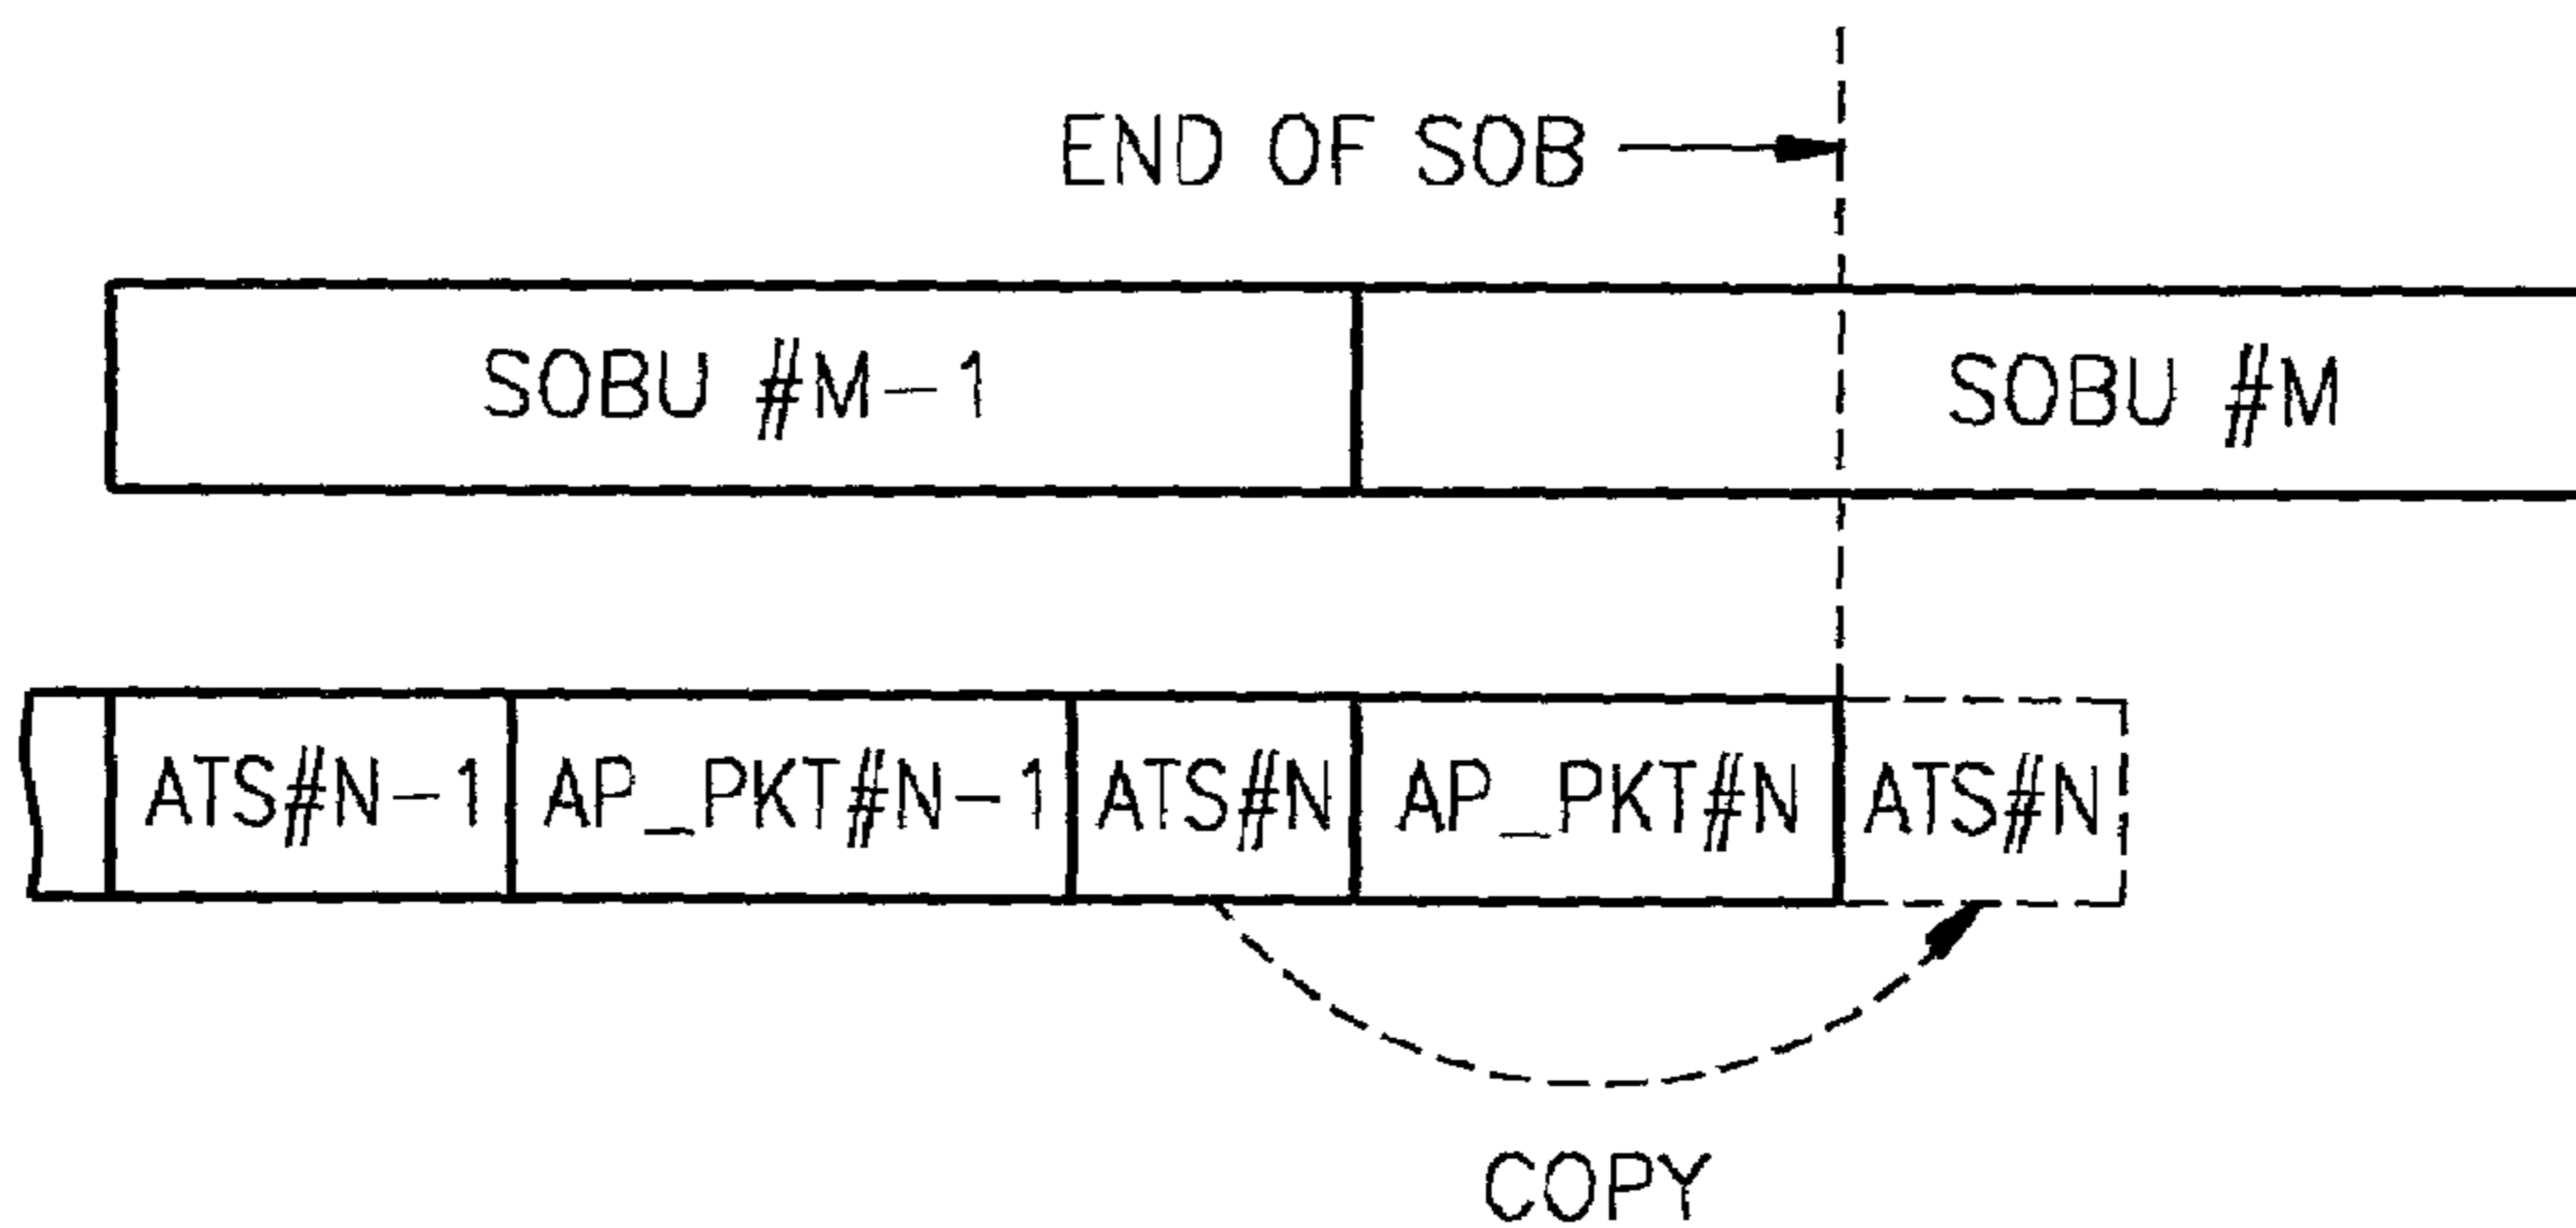 END OF SOB
SOBU #M-1 SOBU #M
ATS#N-1 AP_PKT#N-1 ATS#N AP_PKT#N ATS#N
COPY